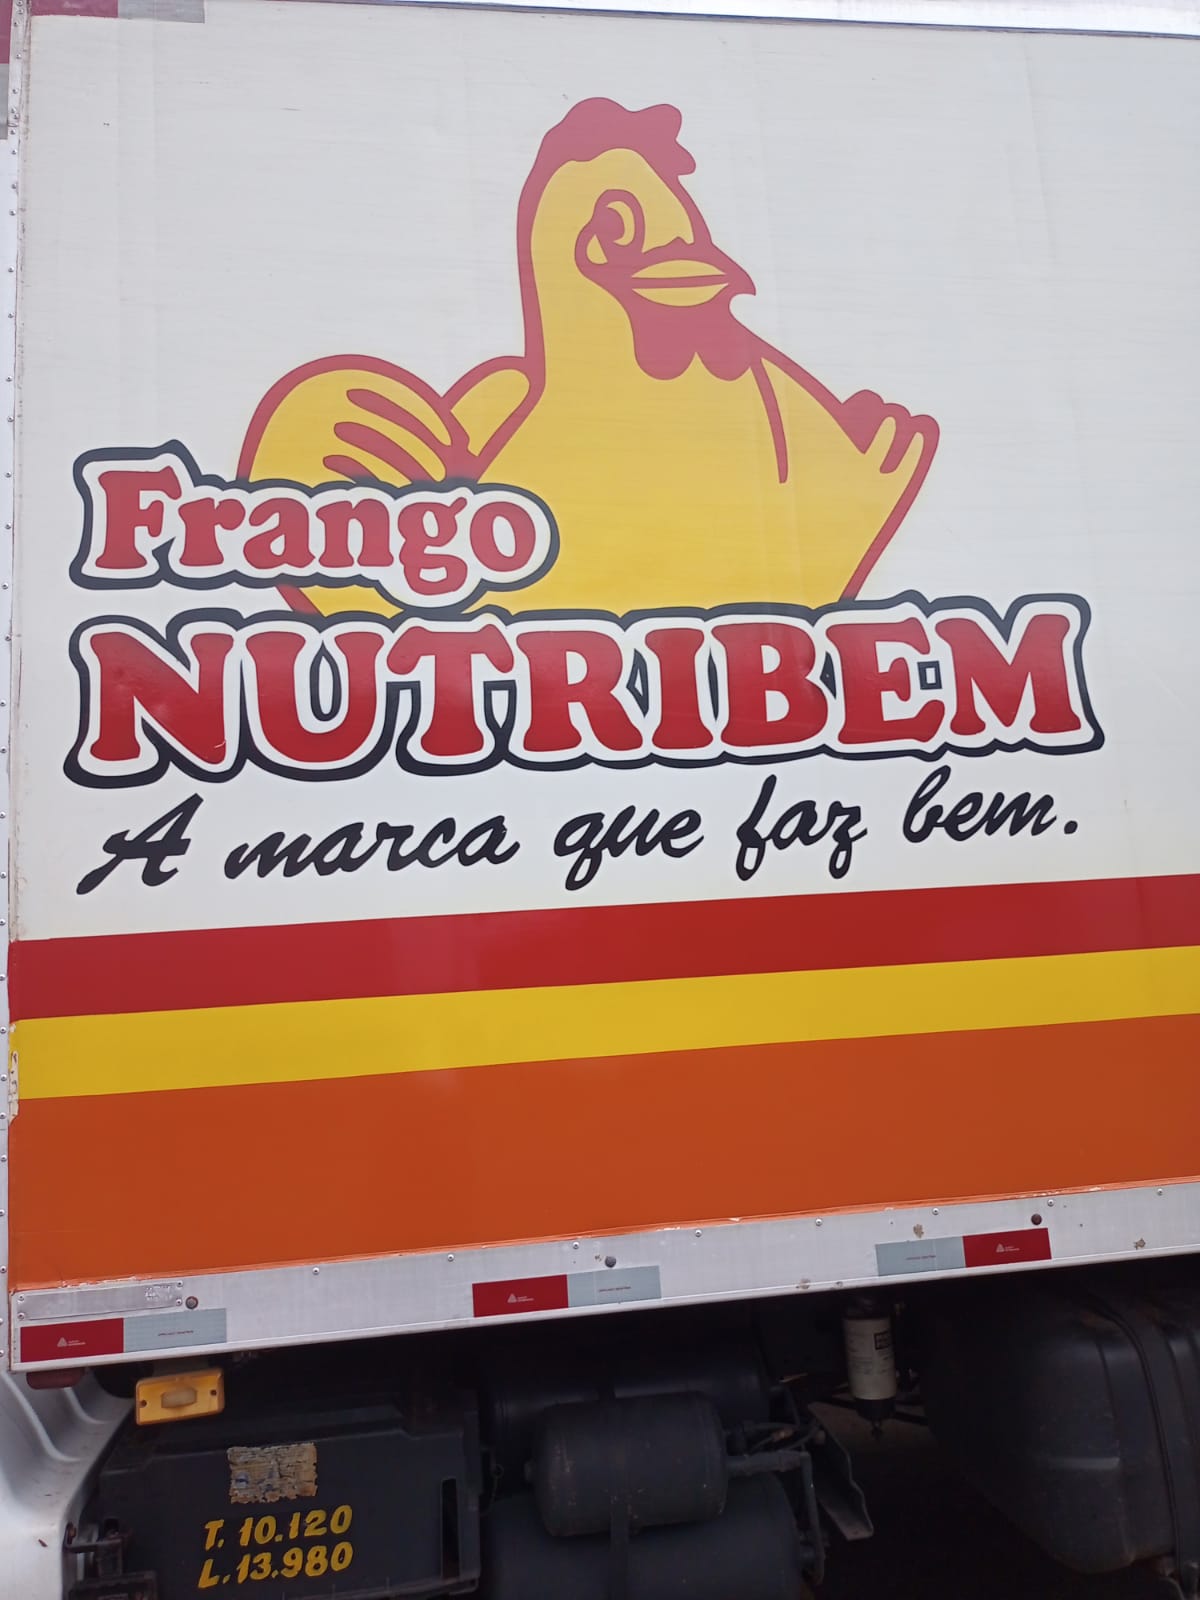 Frango
NUTRIBEM
A marca que faz bem.
T. 10.120
L. 13.980